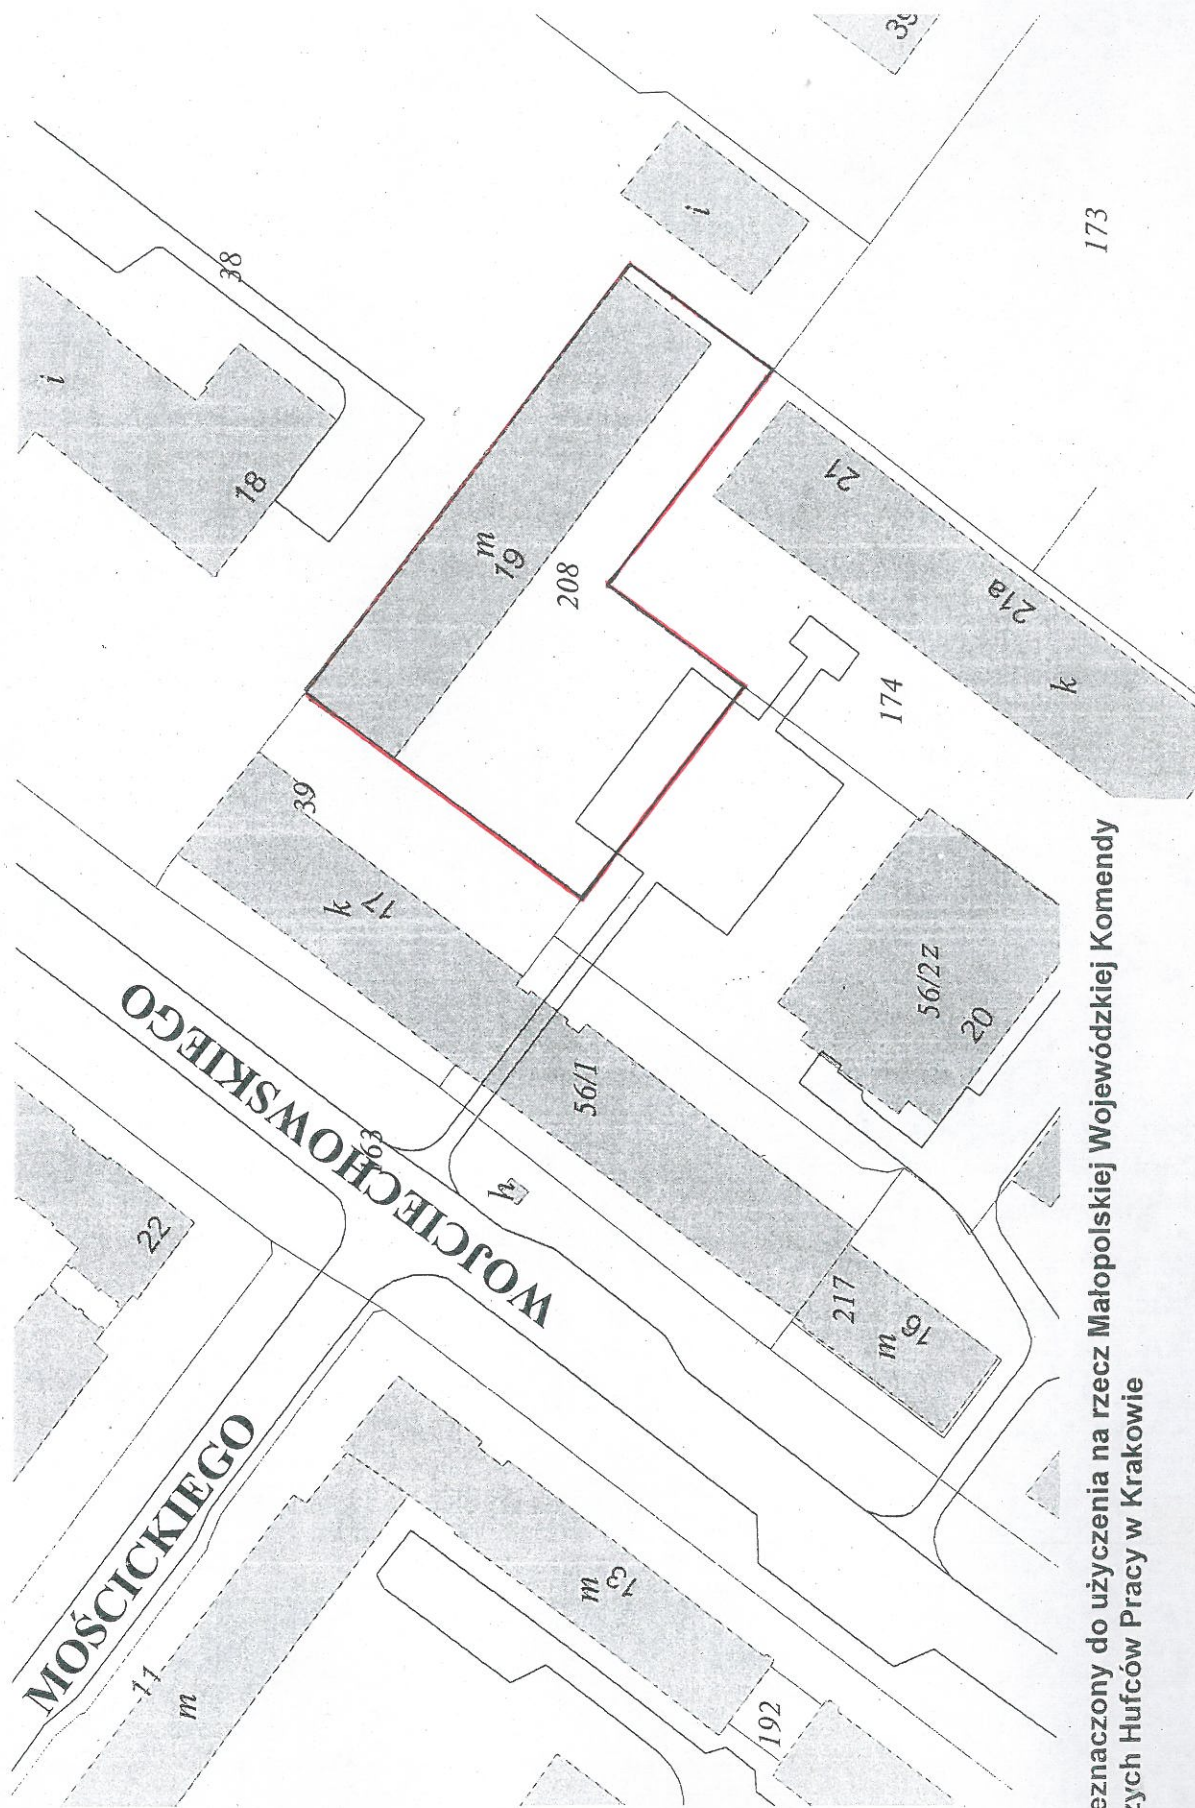 MOŚCICKIEGO
WOJCIECHOWSKIEGO
11
m
22
192
13
m
63
h
217
m
16
56/1
17
k
39
56/2z
20
174
21a
k
21
208
m
19
18
i
38
i
173
eznaczony do użyczenia na rzecz Małopolskiej Wojewódzkiej Komendy
zych Hufców Pracy w Krakowie